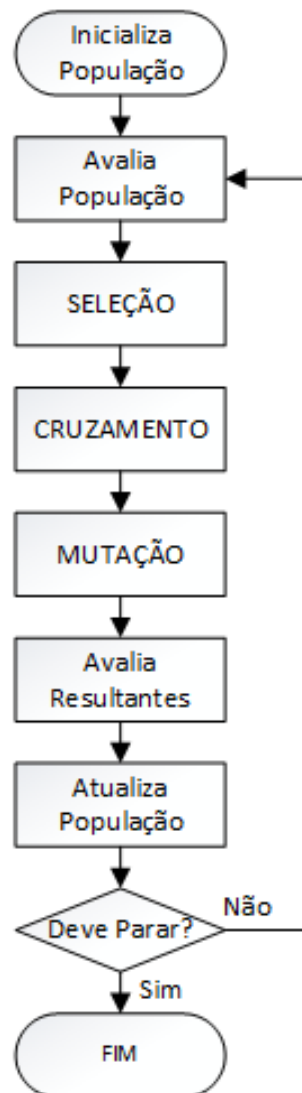 Inicializa
População
Avalia
População
SELEÇÃO
CRUZAMENTO
MUTAÇÃO
Avalia
Resultantes
Atualiza
População
Deve Parar?
Não
Sim
FIM